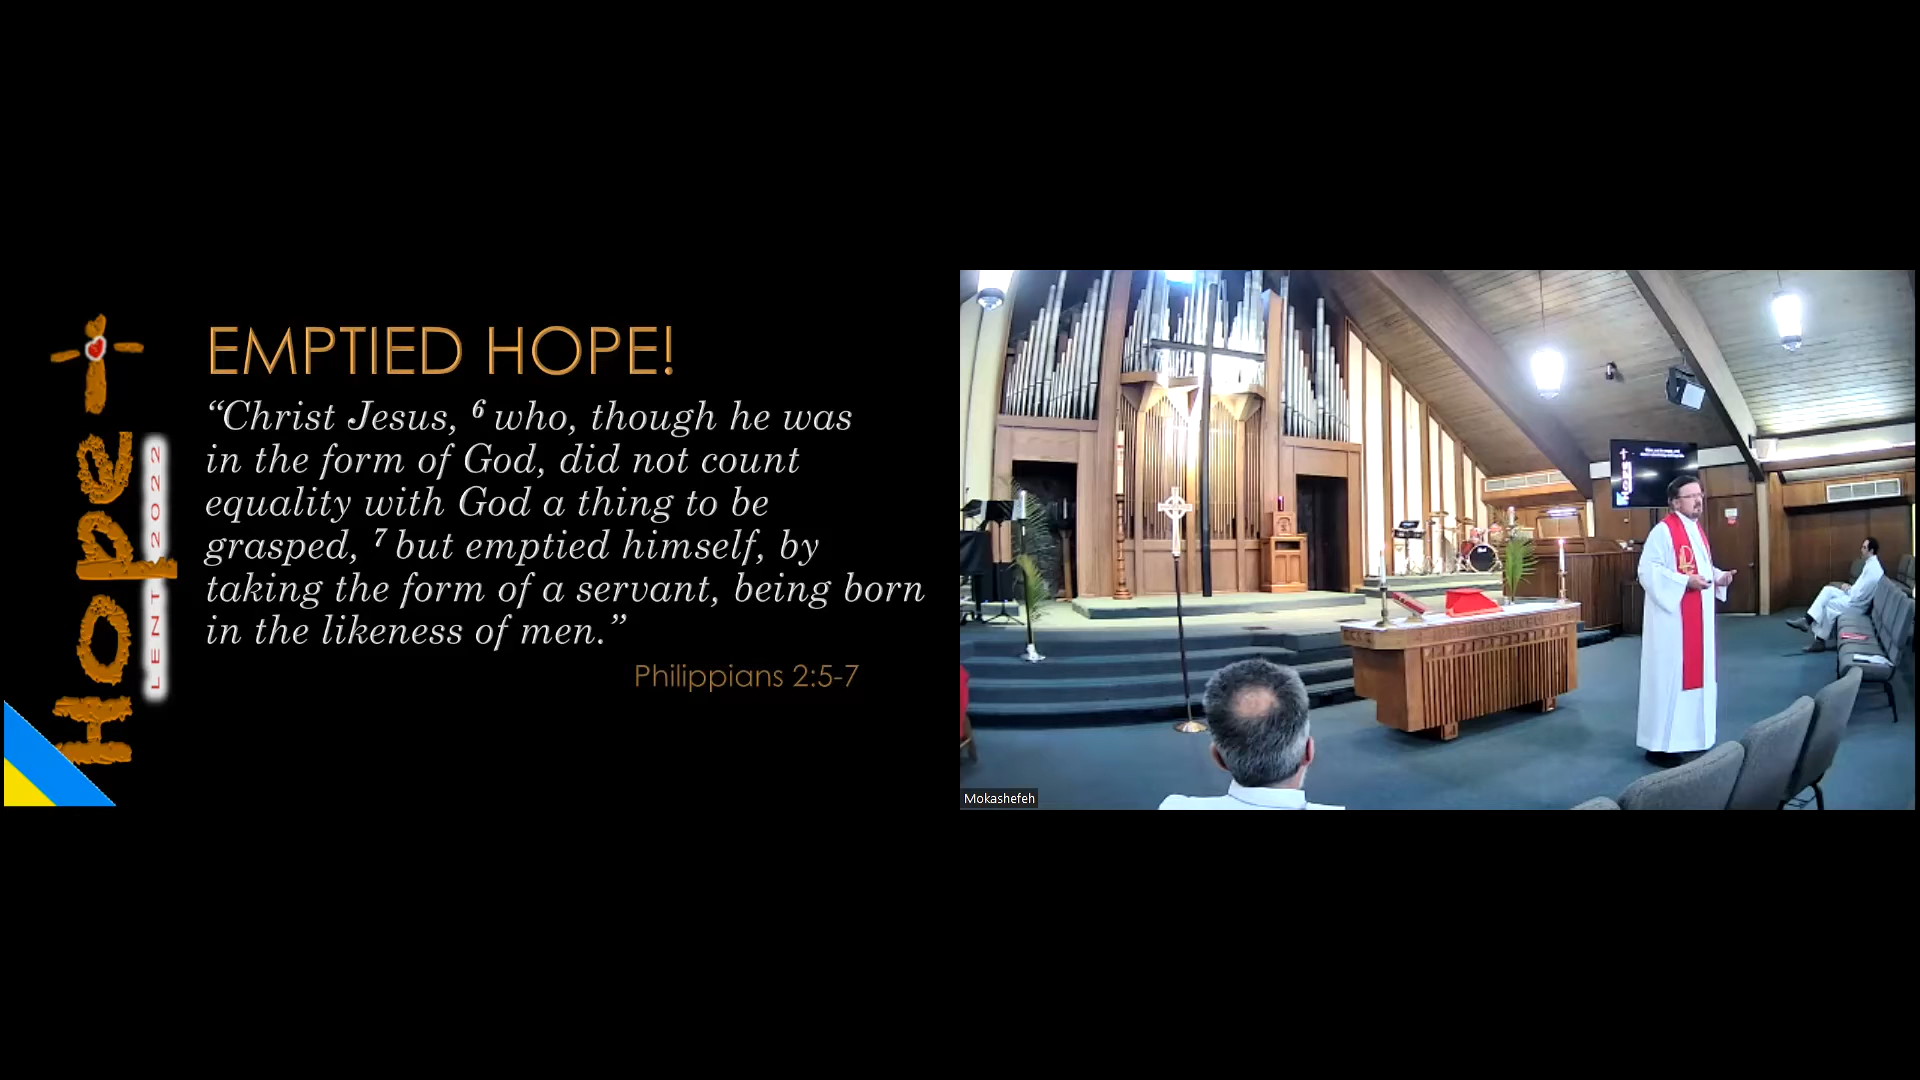 Hope
LENT 2022
EMPTIED HOPE!
“Christ Jesus, ⁶ who, though he was
in the form of God, did not count
equality with God a thing to be
grasped, ⁷ but emptied himself, by
taking the form of a servant, being born
in the likeness of men.”
Philippians 2:5-7
Mokashefeh